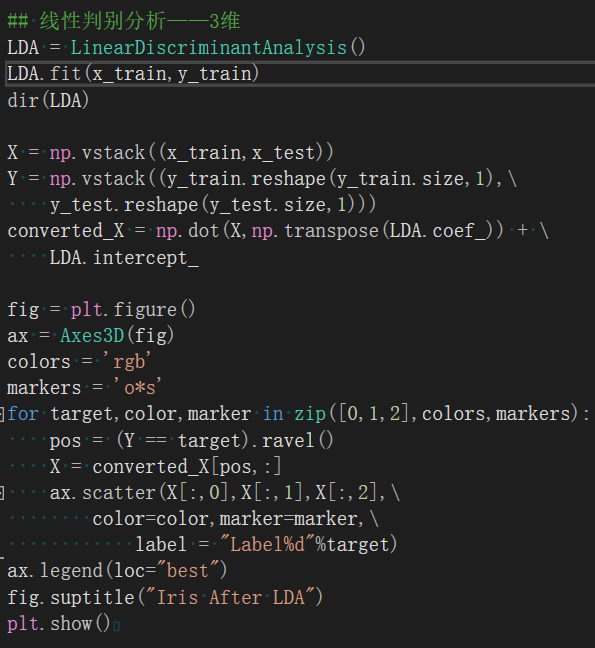 ## 线性判别分析——3维
LDA = LinearDiscriminantAnalysis()
LDA.fit(x_train,y_train)
dir(LDA)
X = np.vstack((x_train,x_test))
Y = np.vstack((y_train.reshape(y_train.size,1),\
    y_test.reshape(y_test.size,1)))
converted_X = np.dot(X,np.transpose(LDA.coef_)) + \
    LDA.intercept_
fig = plt.figure()
ax = Axes3D(fig)
colors = 'rgb'
markers = 'o*s'
for target,color,marker in zip([0,1,2],colors,markers):
    pos = (Y == target).ravel()
    X = converted_X[pos,:]
    ax.scatter(X[:,0],X[:,1],X[:,2],\
        color=color,marker=marker,\
            label = "Label%d"%target)
ax.legend(loc="best")
fig.suptitle("Iris After LDA")
plt.show()